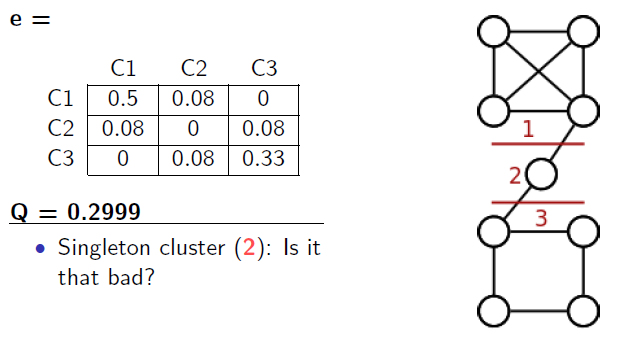 e =
C1 C2 C3
C1 0.5 0.08 0
C2 0.08 0 0.08
C3 0 0.08 0.33
Q = 0.2999
• Singleton cluster (2): Is it
that bad?
1
2
3